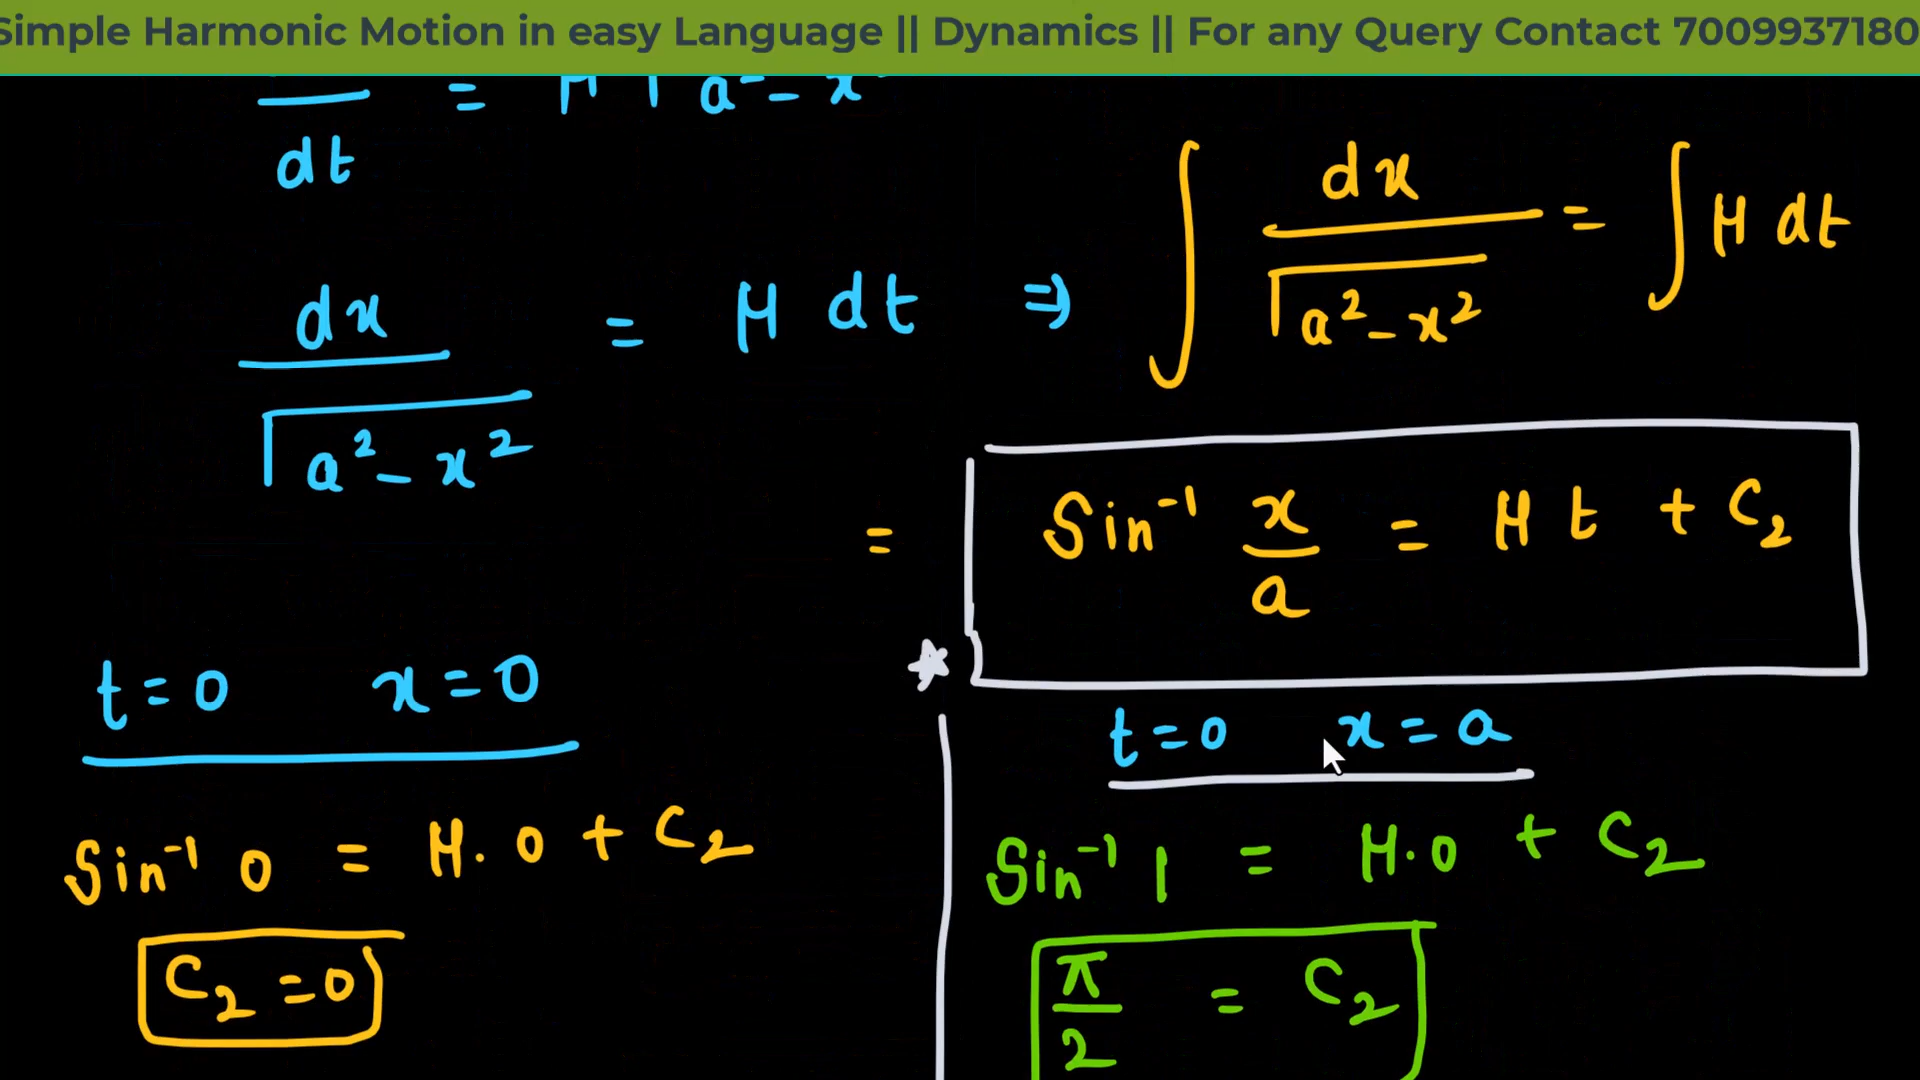 Simple Harmonic Motion in easy Language || Dynamics || For any Query Contact 7009937180
dt = μ √a² - x²
dx / √a² - x² = μ dt ⇒ ∫ dx / √a² - x² = ∫ μ dt
= Sin⁻¹ x/a = μ t + C₂
t = 0 x = 0
* t = 0 x = a
Sin⁻¹ 0 = μ . 0 + C₂
C₂ = 0
Sin⁻¹ 1 = μ . 0 + C₂
π/2 = C₂